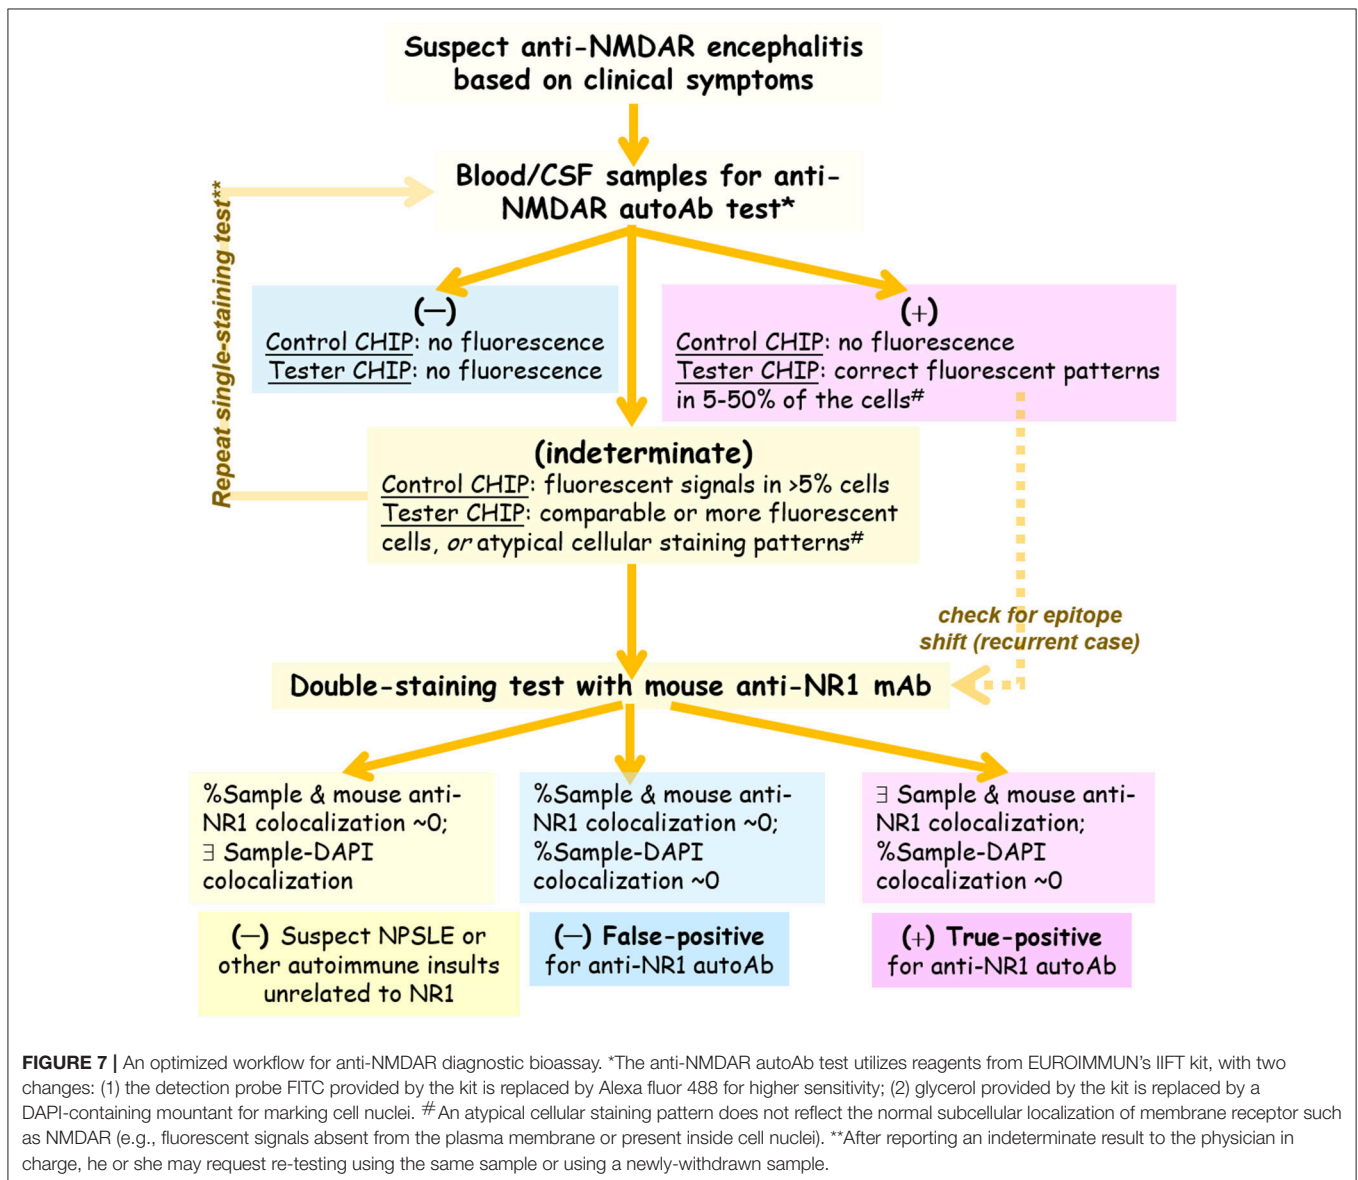 Suspect anti-NMDAR encephalitis
based on clinical symptoms
Blood/CSF samples for anti-
NMDAR autoAb test*
Repeat single-staining test**
(—)
Control CHIP: no fluorescence
Tester CHIP: no fluorescence
(+)
Control CHIP: no fluorescence
Tester CHIP: correct fluorescent patterns
in 5-50% of the cells#
(indeterminate)
Control CHIP: fluorescent signals in >5% cells
Tester CHIP: comparable or more fluorescent
cells, or atypical cellular staining patterns#
check for epitope
shift (recurrent case)
Double-staining test with mouse anti-NR1 mAb
%Sample & mouse anti-
NR1 colocalization ~0;
∃ Sample-DAPI
colocalization
%Sample & mouse anti-
NR1 colocalization ~0;
%Sample-DAPI
colocalization ~0
∃ Sample & mouse anti-
NR1 colocalization;
%Sample-DAPI
colocalization ~0
(—) Suspect NPSLE or
other autoimmune insults
unrelated to NR1
(—) False-positive
for anti-NR1 autoAb
(+) True-positive
for anti-NR1 autoAb
FIGURE 7 | An optimized workflow for anti-NMDAR diagnostic bioassay. *The anti-NMDAR autoAb test utilizes reagents from EUROIMMUN's IIFT kit, with two
changes: (1) the detection probe FITC provided by the kit is replaced by Alexa fluor 488 for higher sensitivity; (2) glycerol provided by the kit is replaced by a
DAPI-containing mountant for marking cell nuclei. #An atypical cellular staining pattern does not reflect the normal subcellular localization of membrane receptor such
as NMDAR (e.g., fluorescent signals absent from the plasma membrane or present inside cell nuclei). **After reporting an indeterminate result to the physician in
charge, he or she may request re-testing using the same sample or using a newly-withdrawn sample.